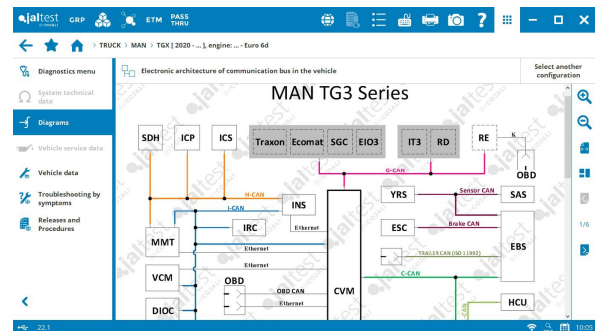 jaltest
COJALI
GRP
ETM
PASS THRU
> TRUCK > MAN > TGX [ 2020 - ... ], engine: ... - Euro 6d
Diagnostics menu
System technical data
Diagrams
Vehicle service data
Vehicle data
Troubleshooting by symptoms
Releases and Procedures
Electronic architecture of communication bus in the vehicle
Select another configuration
MAN TG3 Series
SDH
ICP
ICS
Traxon
Ecomat
SGC
EIO3
IT3
RD
RE
K
OBD
G-CAN
H-CAN
I-CAN
INS
Ethernet
IRC
MMT
Ethernet
YRS
Sensor CAN
SAS
ESC
Brake CAN
EBS
TRAILER CAN (ISO 11992)
C-CAN
VCM
Ethernet
OBD
OBD CAN
Ethernet
CVM
DIOC
HCU
1/6
22.1
10:05